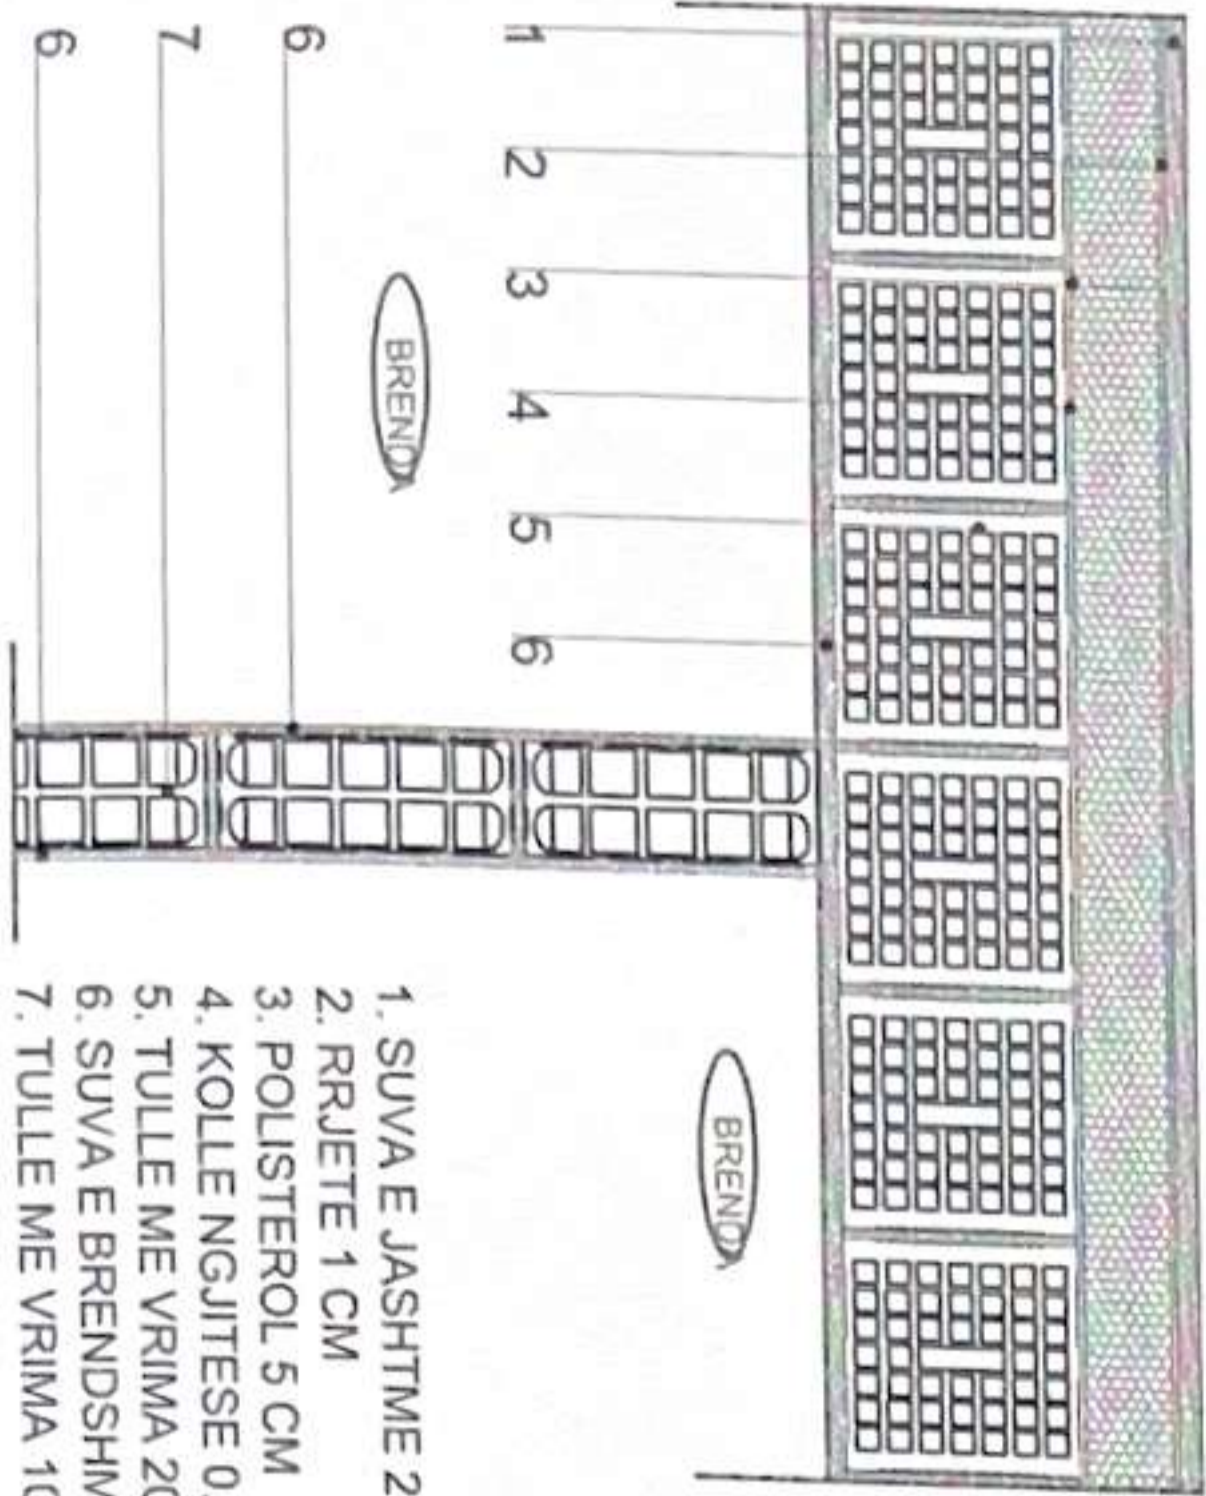 BRENDA
1 2 3 4 5 6
BRENDA
6
7
6
1. SUVA E JASHTME 2
2. RRJETE 1 CM
3. POLISTEROL 5 CM
4. KOLLE NGJITESE 0.
5. TULLE ME VRIMA 20
6. SUVA E BRENDSHM
7. TULLE ME VRIMA 10